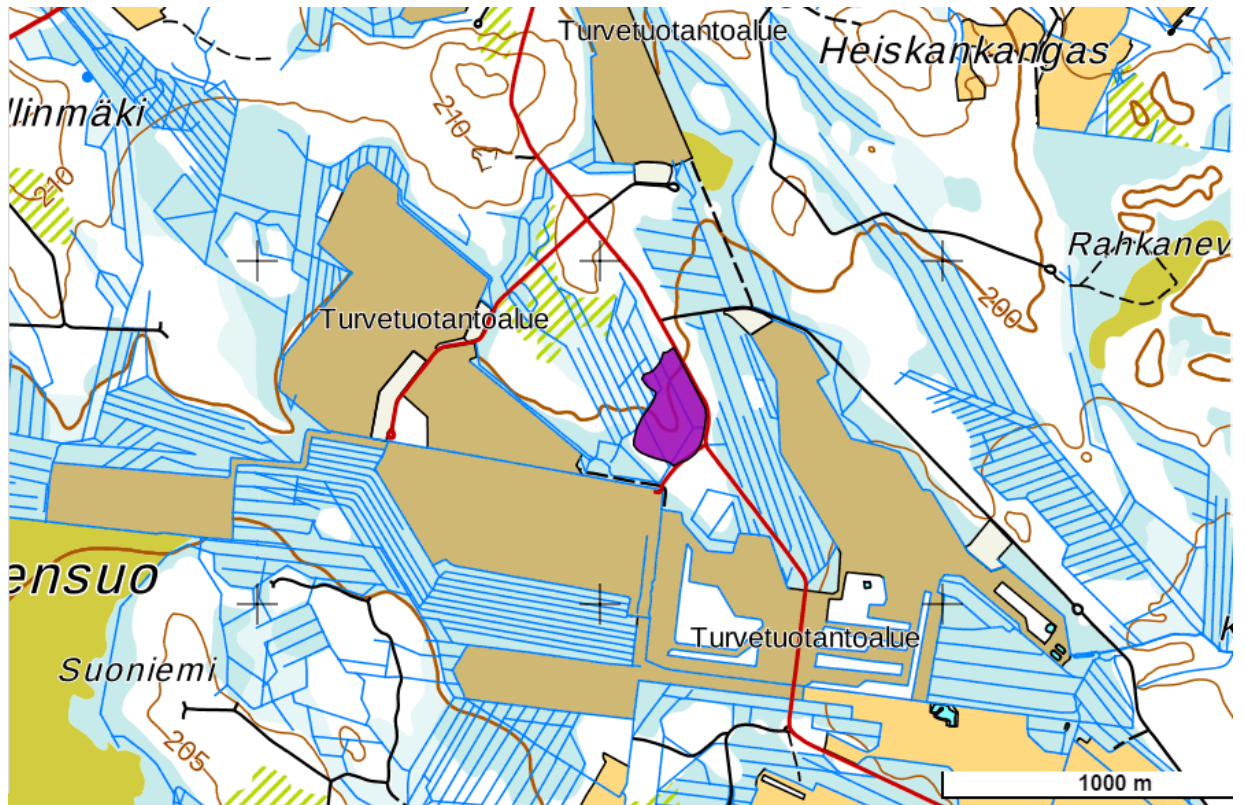 Turvetuotantoalue
Heiskankangas
llinmäki
210
210
Rahkanev
200
Turvetuotantoalue
ensuo
Turvetuotantoalue
K
Suoniemi
205
1000 m